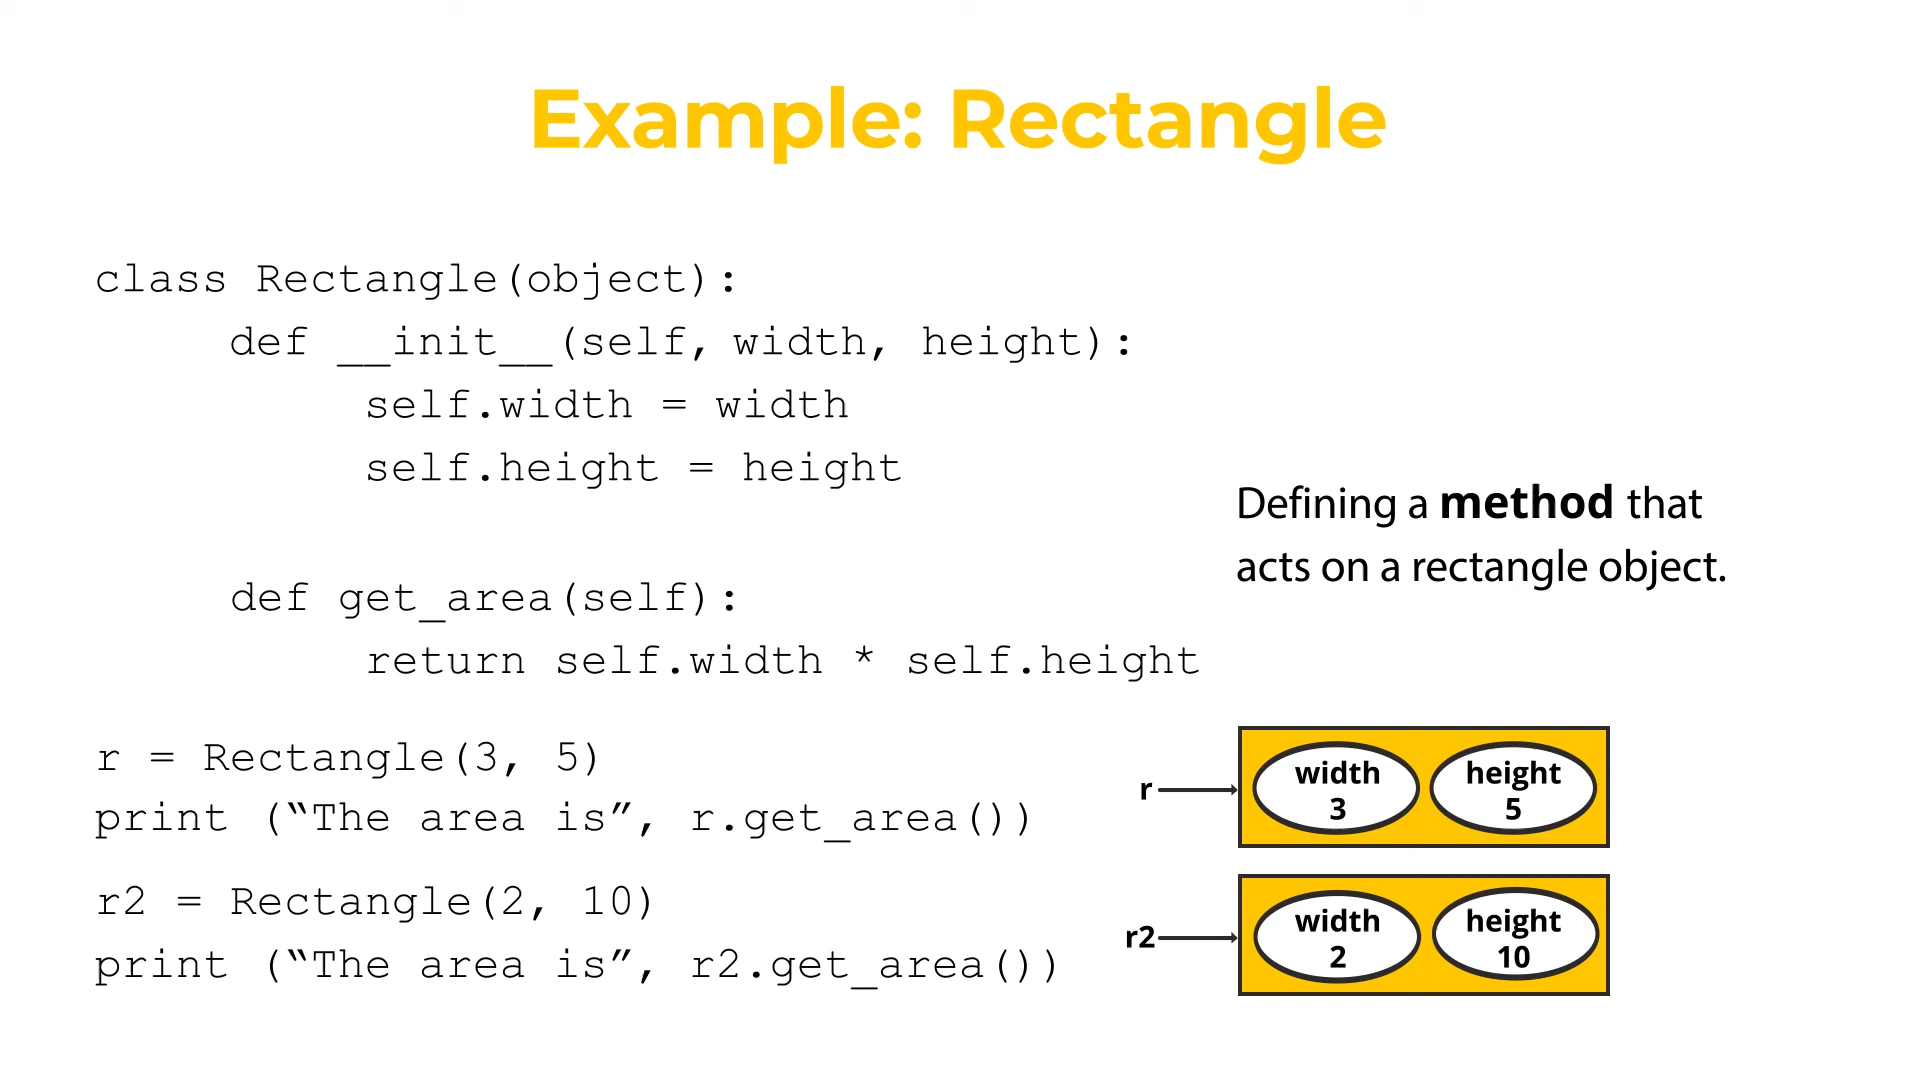 Example: Rectangle
class Rectangle(object):
def __init__(self, width, height):
self.width = width
self.height = height
def get_area(self):
return self.width * self.height
Defining a method that
acts on a rectangle object.
r = Rectangle(3, 5)
print (“The area is”, r.get_area())
r2 = Rectangle(2, 10)
print (“The area is”, r2.get_area())
r
width
3
height
5
r2
width
2
height
10